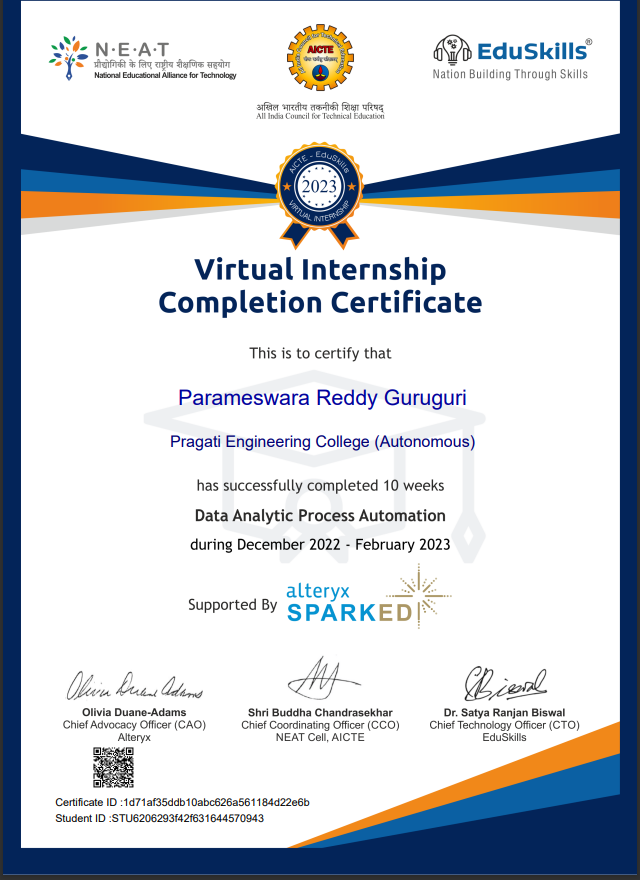 N·E·A·T
प्रौद्योगिकी के लिए राष्ट्रीय शैक्षणिक सहयोग
National Educational Alliance for Technology
AICTE
अखिल भारतीय तकनीकी शिक्षा परिषद्
All India Council for Technical Education
EduSkills®
Nation Building Through Skills
AICTE - EduSkills
2023
VIRTUAL INTERNSHIP
Virtual Internship
Completion Certificate
This is to certify that
Parameswara Reddy Guruguri
Pragati Engineering College (Autonomous)
has successfully completed 10 weeks
Data Analytic Process Automation
during December 2022 - February 2023
Supported By
alteryx
SPARKED
Olivia Duane Adams
Olivia Duane-Adams
Chief Advocacy Officer (CAO)
Alteryx
Shri Buddha Chandrasekhar
Chief Coordinating Officer (CCO)
NEAT Cell, AICTE
Dr. Satya Ranjan Biswal
Chief Technology Officer (CTO)
EduSkills
Certificate ID :1d71af35ddb10abc626a561184d22e6b
Student ID :STU6206293f42f631644570943